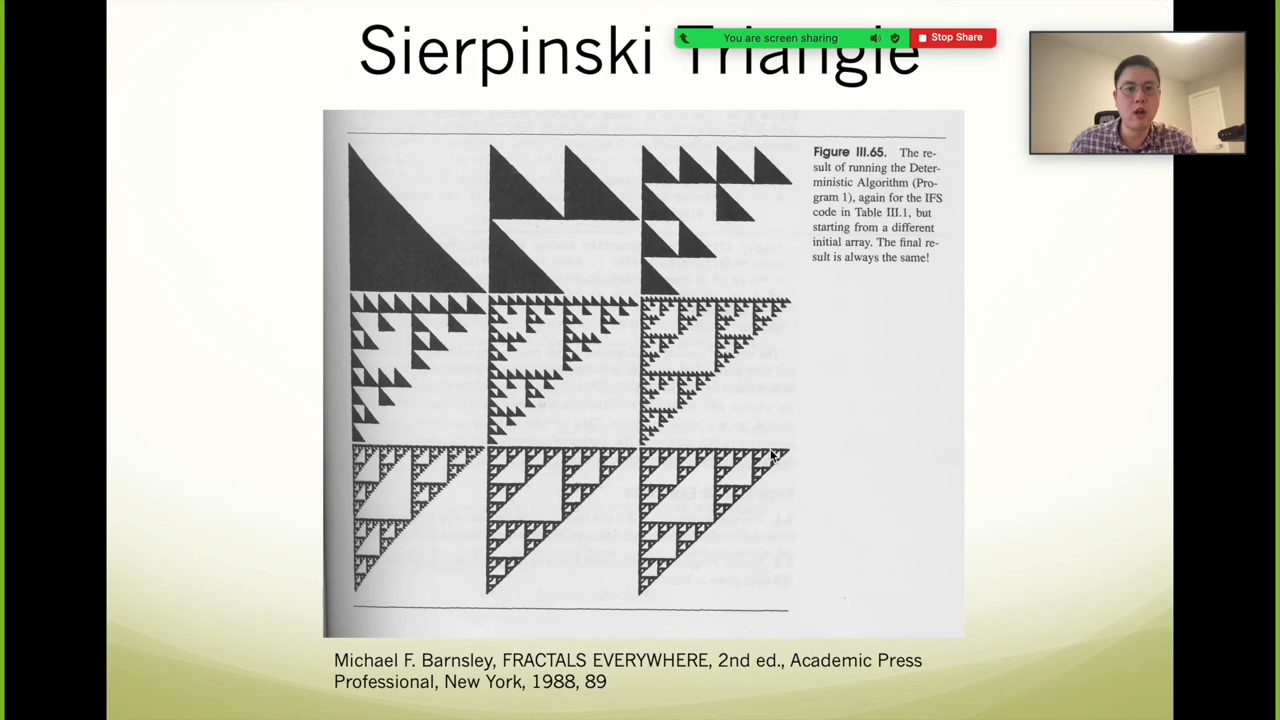 Sierpinski Triangle
You are screen sharing
Stop Share
Figure III.65. The re-
sult of running the Deter-
ministic Algorithm (Pro-
gram 1), again for the IFS
code in Table III.1, but
starting from a different
initial array. The final re-
sult is always the same!
Michael F. Barnsley, FRACTALS EVERYWHERE, 2nd ed., Academic Press
Professional, New York, 1988, 89